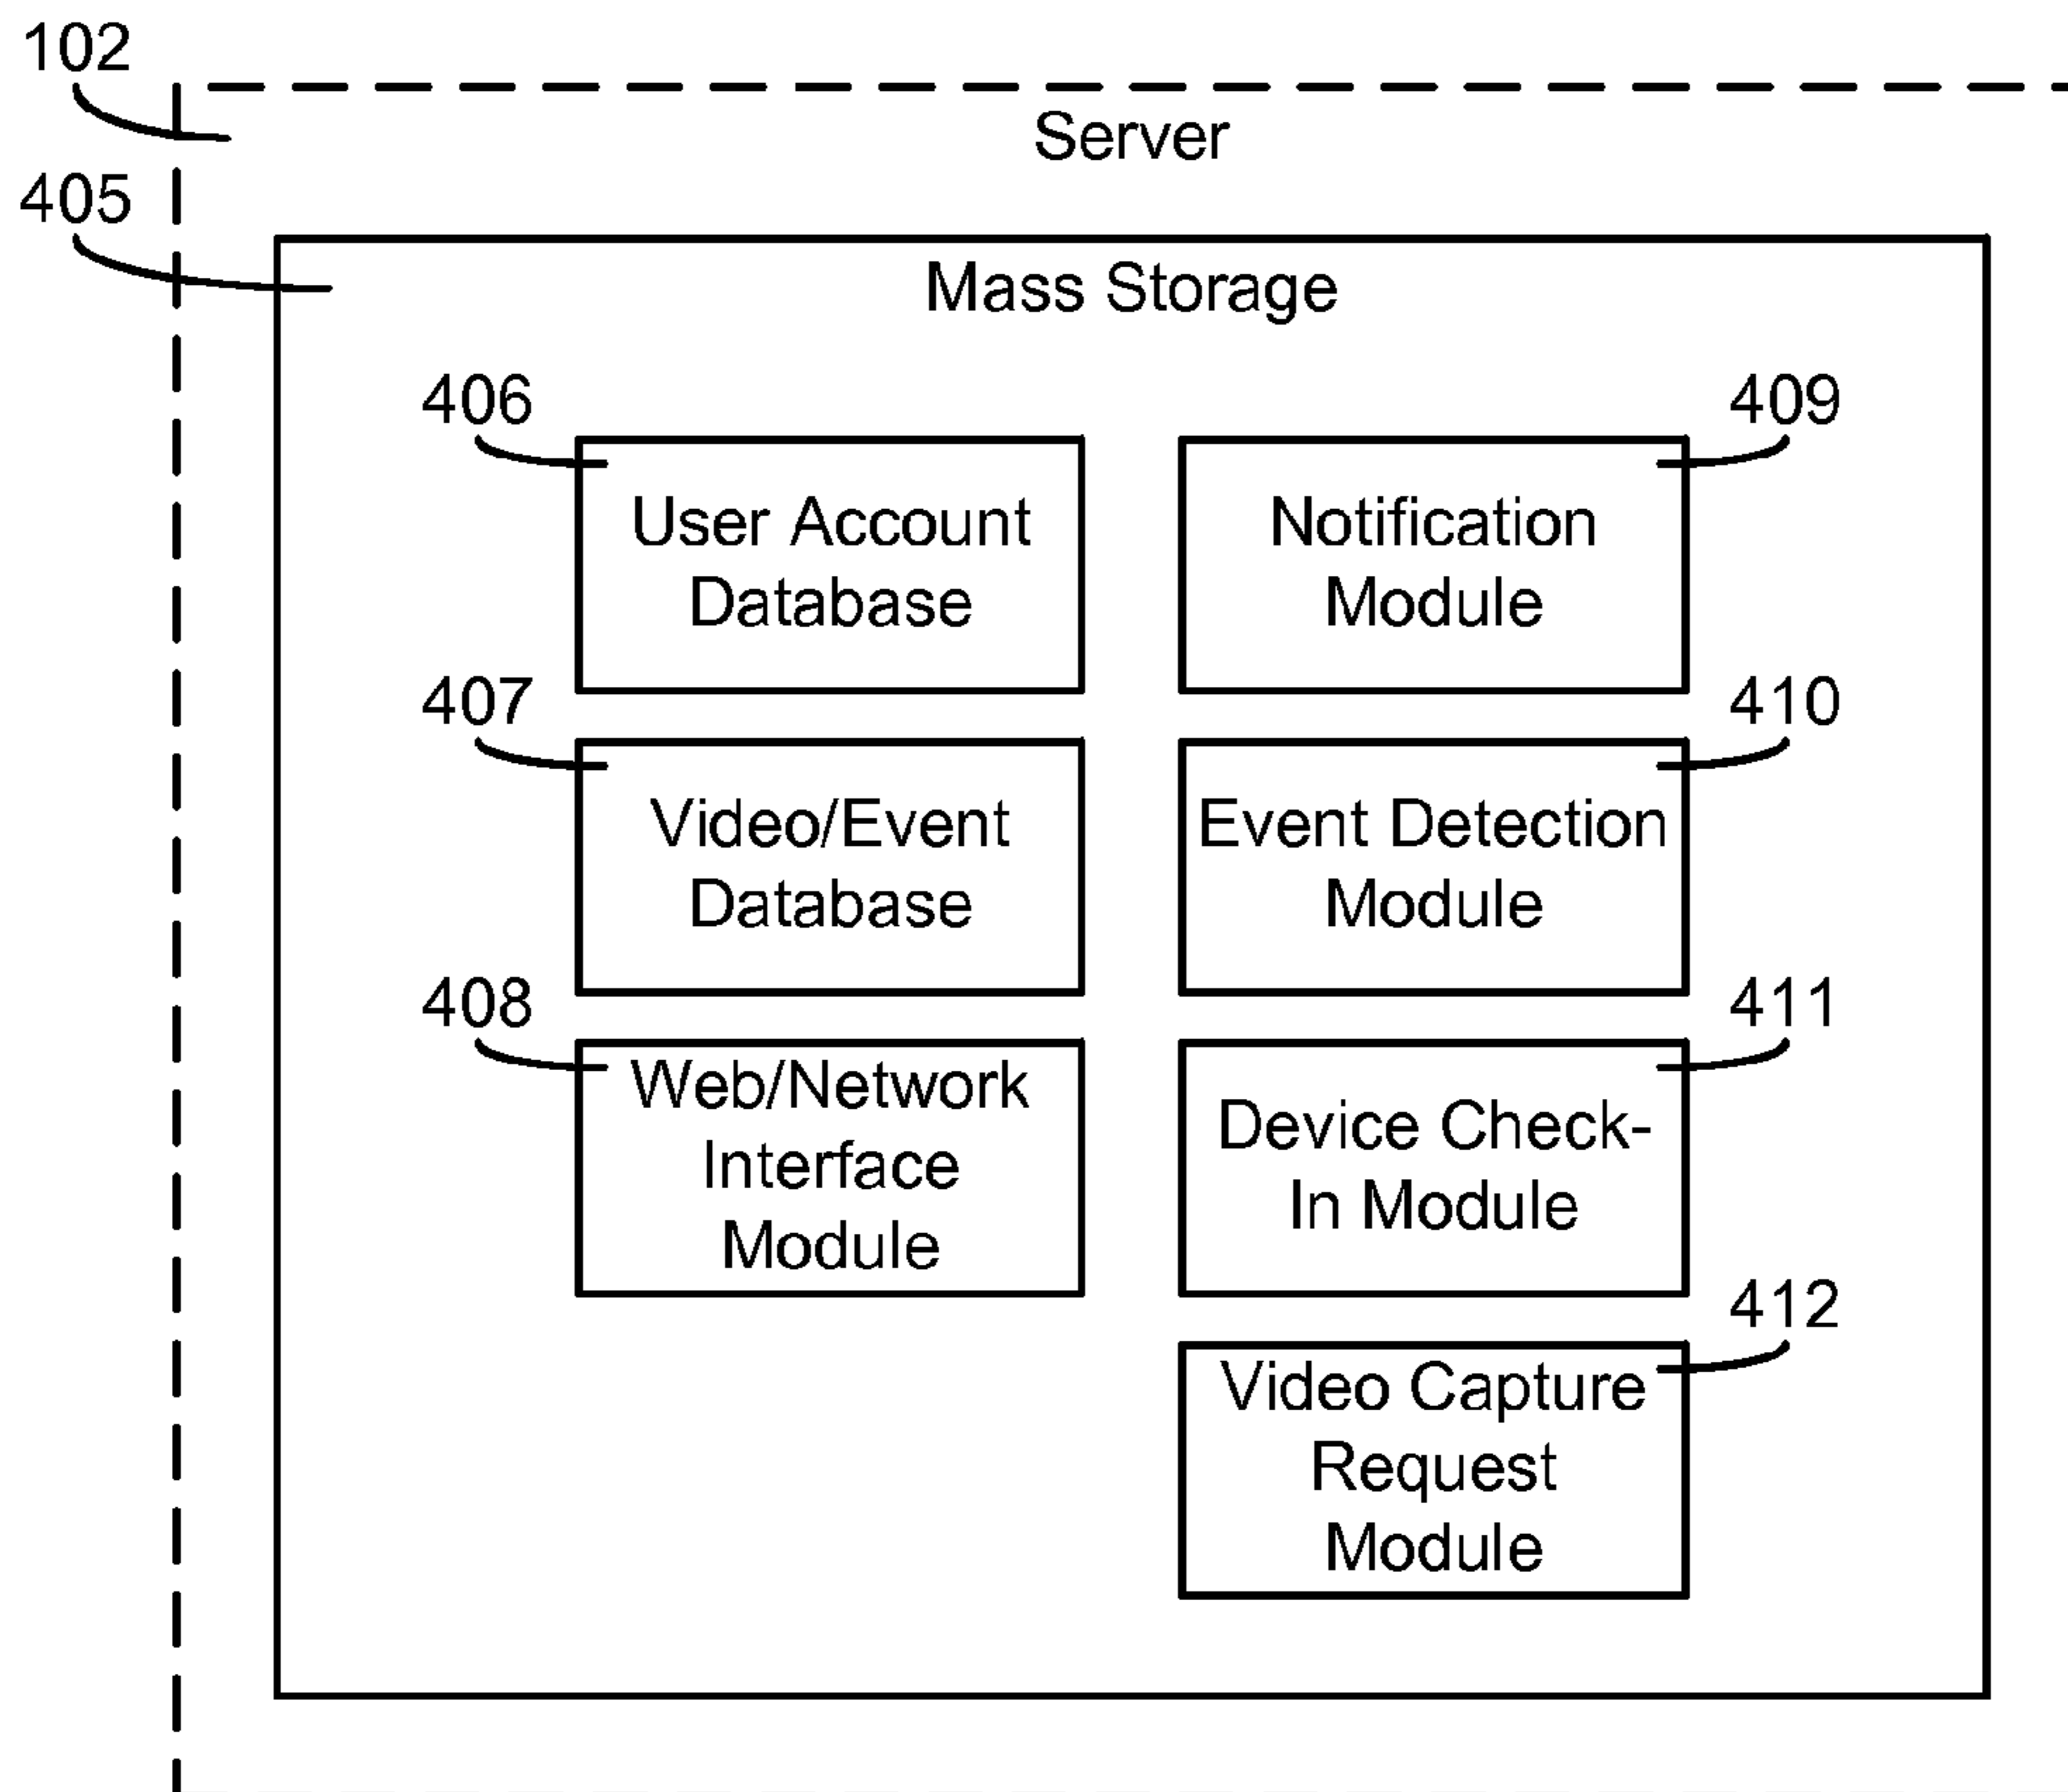 102
Server
405
Mass Storage
406
User Account
Database
409
Notification
Module
407
Video/Event
Database
410
Event Detection
Module
408
Web/Network
Interface
Module
411
Device Check-
In Module
412
Video Capture
Request
Module